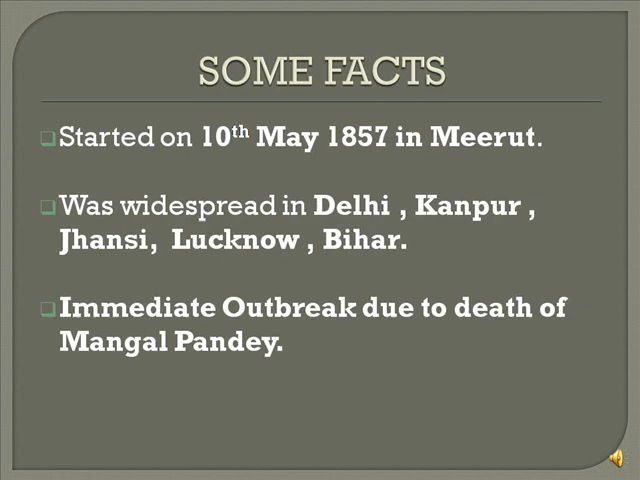 SOME FACTS
Started on 10th May 1857 in Meerut.
Was widespread in Delhi , Kanpur ,
Jhansi,  Lucknow , Bihar.
Immediate Outbreak due to death of
Mangal Pandey.